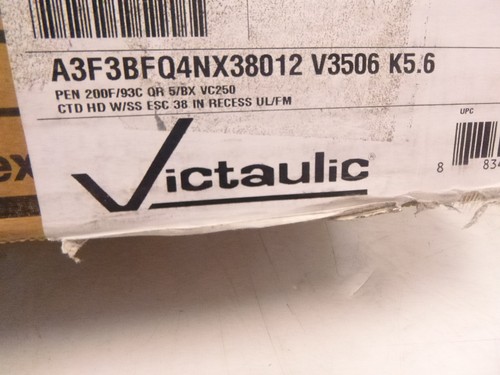 A3F3BFQ4NX38012 V3506 K5.6
PEN 200F/93C QR 5/BX VC250
CTD HD W/SS ESC 38 IN RECESS UL/FM
UPC
8 834
ex
Victaulic®